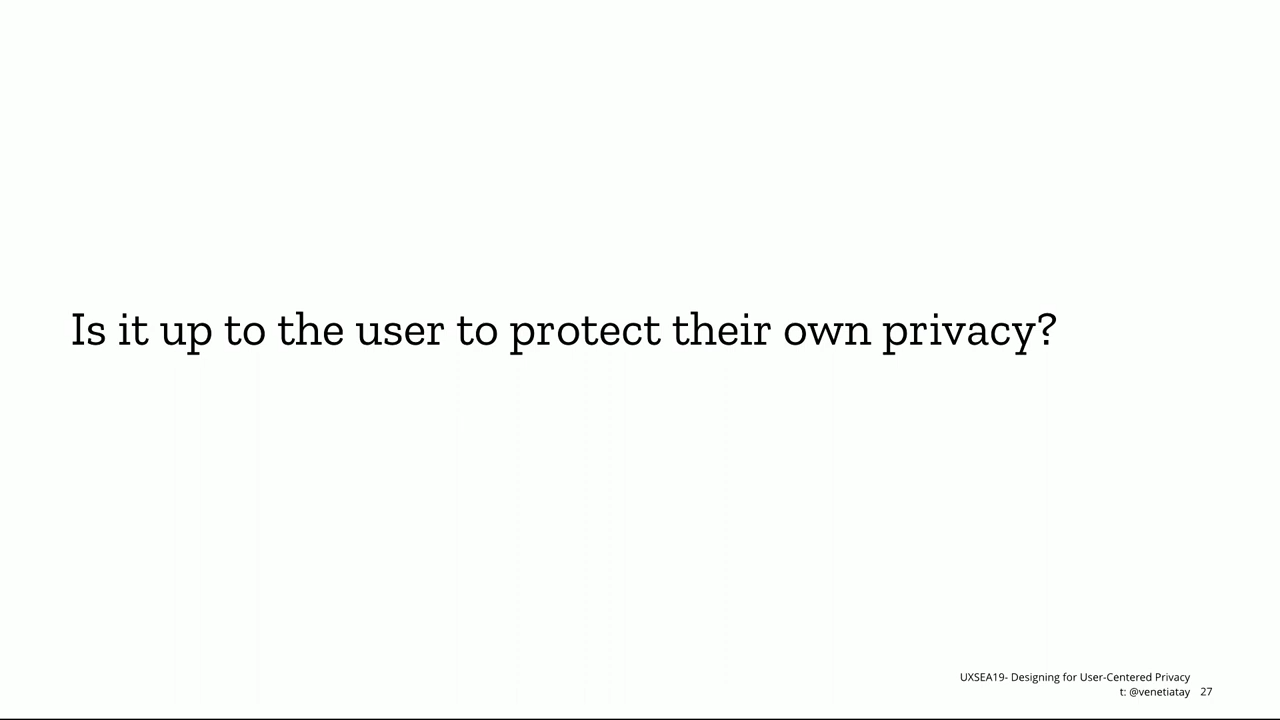 Is it up to the user to protect their own privacy?
UXSEA19- Designing for User-Centered Privacy
t: @venetiatay 27